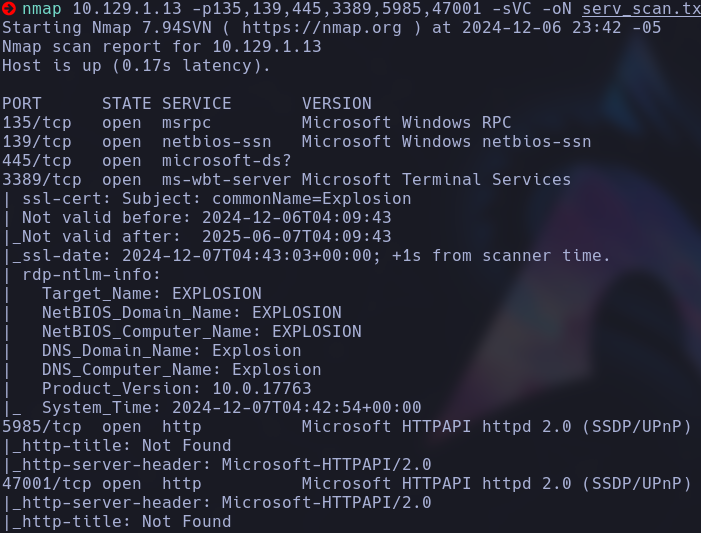 nmap 10.129.1.13 -p135,139,445,3389,5985,47001 -sVC -oN serv_scan.tx
Starting Nmap 7.94SVN ( https://nmap.org ) at 2024-12-06 23:42 -05
Nmap scan report for 10.129.1.13
Host is up (0.17s latency).

PORT      STATE SERVICE       VERSION
135/tcp   open  msrpc         Microsoft Windows RPC
139/tcp   open  netbios-ssn   Microsoft Windows netbios-ssn
445/tcp   open  microsoft-ds?
3389/tcp  open  ms-wbt-server Microsoft Terminal Services
| ssl-cert: Subject: commonName=Explosion
| Not valid before: 2024-12-06T04:09:43
|_Not valid after:  2025-06-07T04:09:43
|_ssl-date: 2024-12-07T04:43:03+00:00; +1s from scanner time.
| rdp-ntlm-info:
|   Target_Name: EXPLOSION
|   NetBIOS_Domain_Name: EXPLOSION
|   NetBIOS_Computer_Name: EXPLOSION
|   DNS_Domain_Name: Explosion
|   DNS_Computer_Name: Explosion
|   Product_Version: 10.0.17763
|_  System_Time: 2024-12-07T04:42:54+00:00
5985/tcp  open  http          Microsoft HTTPAPI httpd 2.0 (SSDP/UPnP)
|_http-title: Not Found
|_http-server-header: Microsoft-HTTPAPI/2.0
47001/tcp open  http          Microsoft HTTPAPI httpd 2.0 (SSDP/UPnP)
|_http-server-header: Microsoft-HTTPAPI/2.0
|_http-title: Not Found